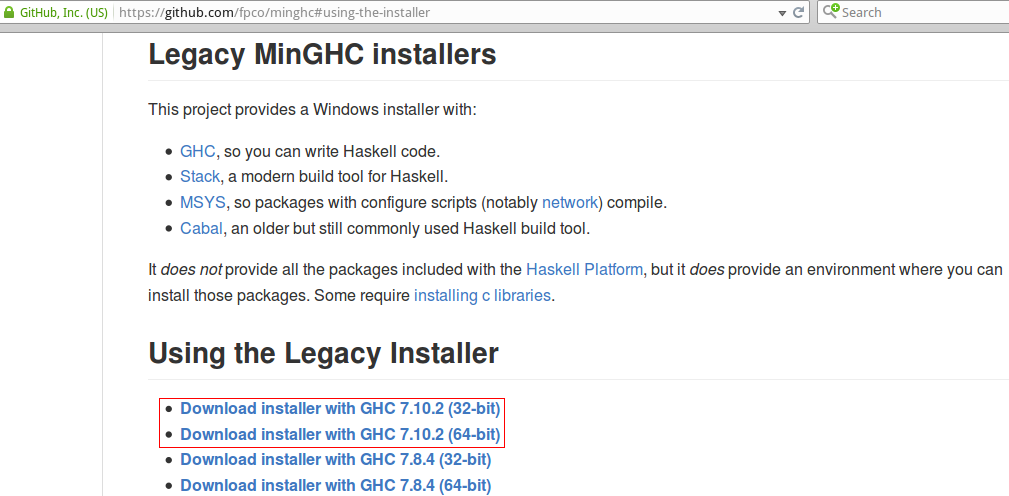 GitHub, Inc. (US) https://github.com/fpco/minghc#using-the-installer Search
Legacy MinGHC installers
This project provides a Windows installer with:
GHC, so you can write Haskell code.
Stack, a modern build tool for Haskell.
MSYS, so packages with configure scripts (notably network) compile.
Cabal, an older but still commonly used Haskell build tool.
It does not provide all the packages included with the Haskell Platform, but it does provide an environment where you can
install those packages. Some require installing c libraries.
Using the Legacy Installer
Download installer with GHC 7.10.2 (32-bit)
Download installer with GHC 7.10.2 (64-bit)
Download installer with GHC 7.8.4 (32-bit)
Download installer with GHC 7.8.4 (64-bit)